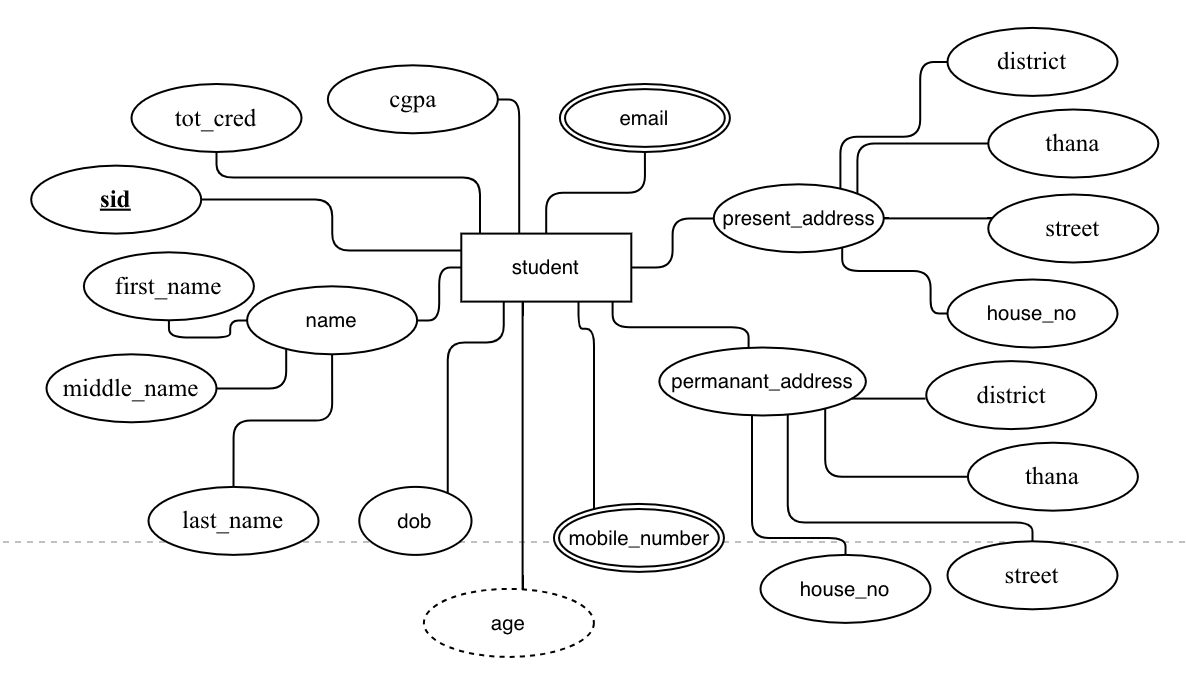 district
cgpa
tot_cred
email
thana
sid
present_address
street
student
first_name
name
house_no
permanant_address
middle_name
district
thana
last_name
dob
mobile_number
street
house_no
age